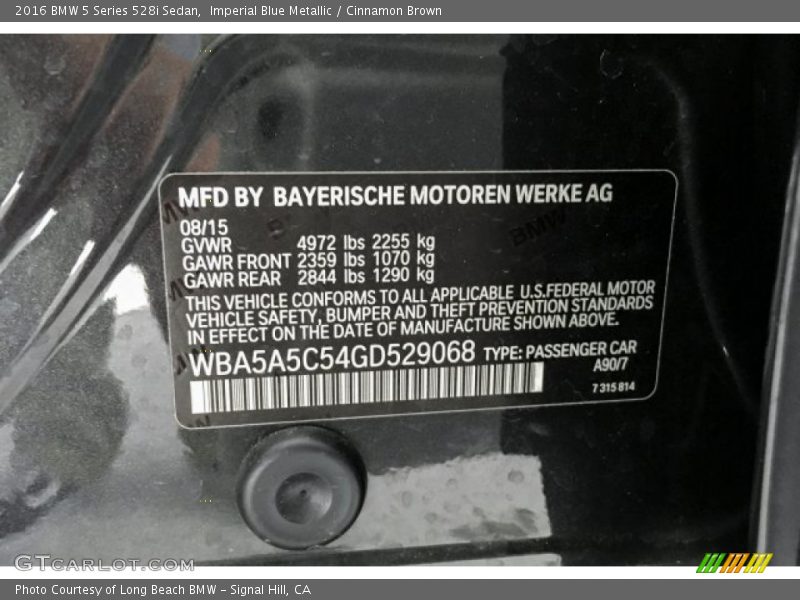 2016 BMW 5 Series 528i Sedan,  Imperial Blue Metallic / Cinnamon Brown
MFD BY BAYERISCHE MOTOREN WERKE AG
08/15
GVWR 4972 lbs 2255 kg
GAWR FRONT 2359 lbs 1070 kg
GAWR REAR 2844 lbs 1290 kg
THIS VEHICLE CONFORMS TO ALL APPLICABLE U.S.FEDERAL MOTOR
VEHICLE SAFETY, BUMPER AND THEFT PREVENTION STANDARDS
IN EFFECT ON THE DATE OF MANUFACTURE SHOWN ABOVE.
WBA5A5C54GD529068 TYPE: PASSENGER CAR
A90/7
7 315 814
GTCARLOT.COM
Photo Courtesy of Long Beach BMW - Signal Hill, CA